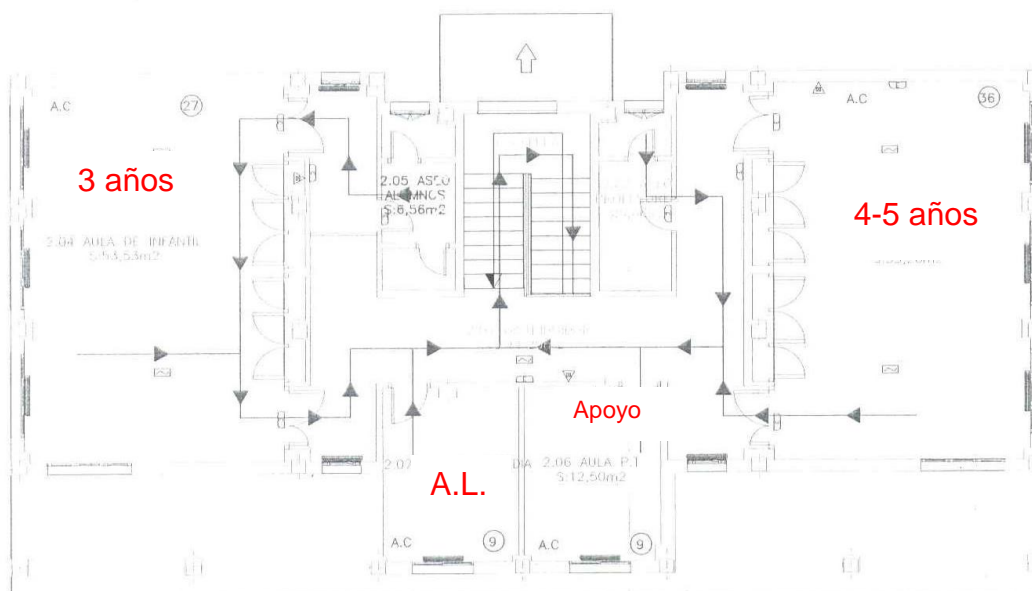 A.C
27
3 años
2.04 AULA DE INFANTIL
S:53,53m2
2.05 ASEO
ALUMNOS
S:6,56m2
A.C
36
4-5 años
Apoyo
2.07
DIA
2.06 AULA P.T
S:12,50m2
A.L.
A.C
9
A.C
9